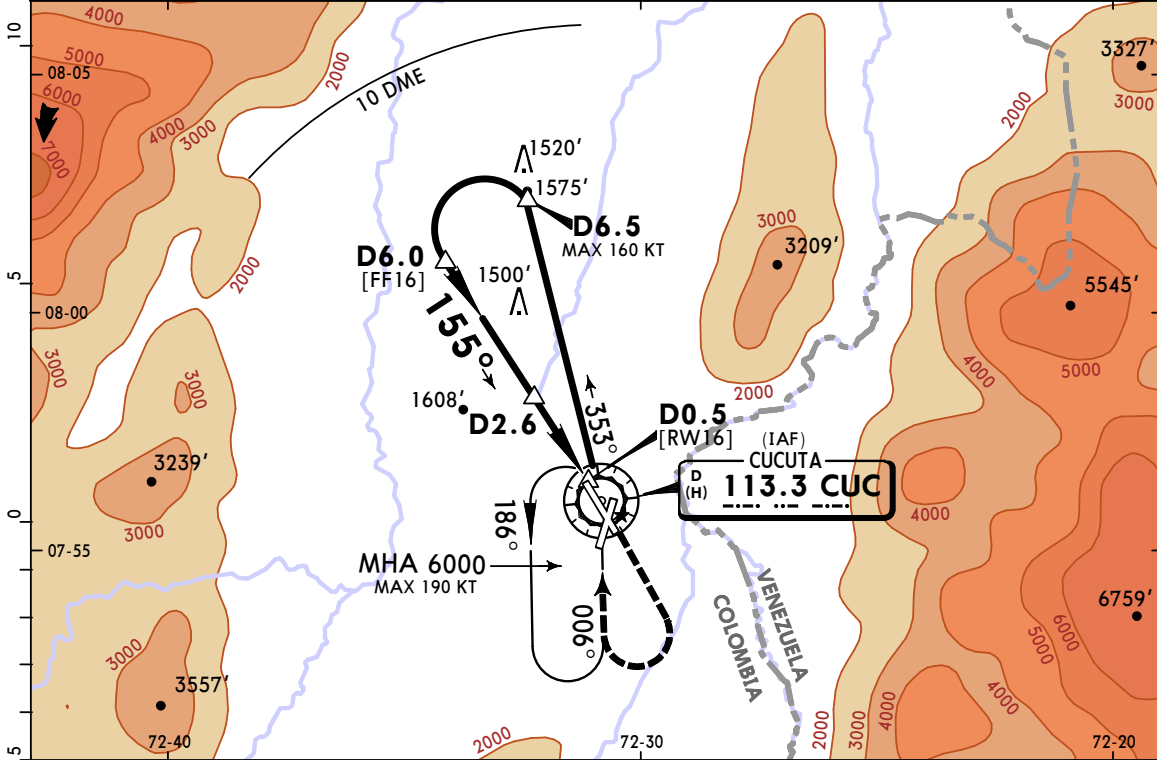 10
4000
5000
08-05
6000
4000
3000
7000
2000
10 DME
1520'
1575'
D6.5
MAX 160 KT
D6.0
[FF16]
1500'
155°
2000
5
08-00
3000
3209'
2000
3327'
3000
2000
5545'
5000
4000
3000
3000
3239'
3000
1608'
D2.6
353°
D0.5
[RW16]
(IAF)
CUCUTA
D
(H)
113.3 CUC
4000
0
07-55
186°
MHA 6000
MAX 190 KT
006°
VENEZUELA
COLOMBIA
6759'
6000
5000
4000
3000
3557'
72-40
5
2000
72-30
2000
3000
4000
72-20